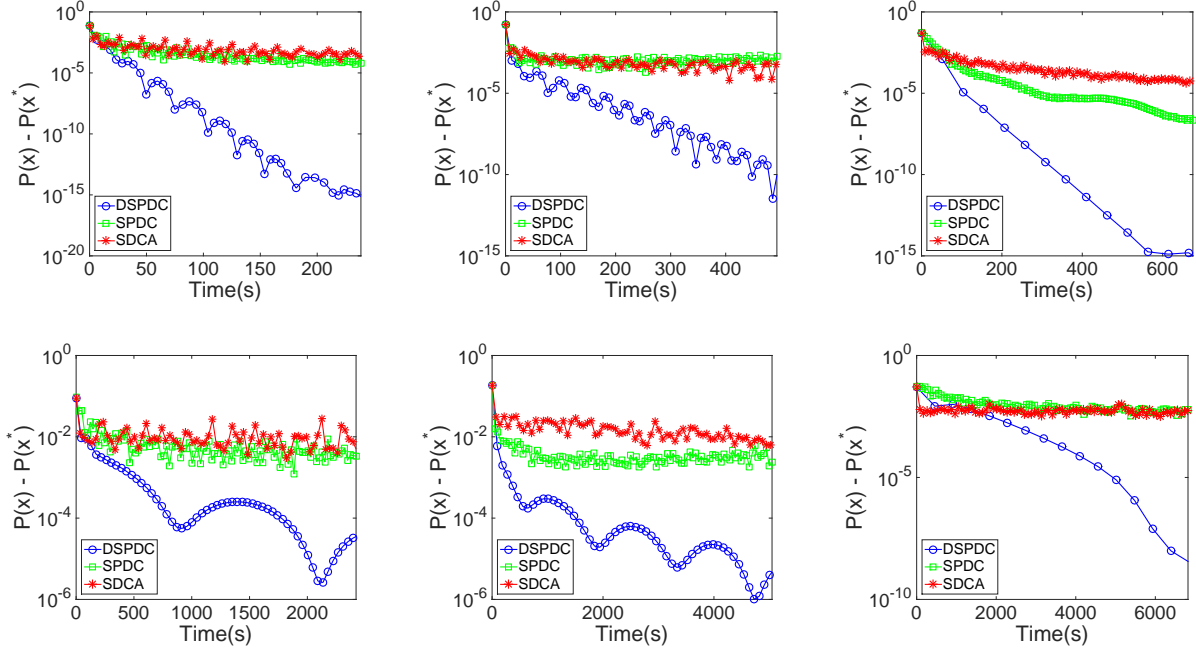 10^0
10^-5
10^-10
10^-15
10^-20
P(x) - P(x^*)
DSPDC
SPDC
SDCA
0 50 100 150 200
Time(s)
10^0
10^-5
10^-10
10^-15
P(x) - P(x^*)
DSPDC
SPDC
SDCA
0 100 200 300 400
Time(s)
10^0
10^-5
10^-10
10^-15
P(x) - P(x^*)
DSPDC
SPDC
SDCA
0 200 400 600
Time(s)
10^0
10^-2
10^-4
10^-6
P(x) - P(x^*)
DSPDC
SPDC
SDCA
0 500 1000 1500 2000
Time(s)
10^0
10^-2
10^-4
10^-6
P(x) - P(x^*)
DSPDC
SPDC
SDCA
0 2000 4000
Time(s)
10^0
10^-5
10^-10
P(x) - P(x^*)
DSPDC
SPDC
SDCA
0 2000 4000 6000
Time(s)